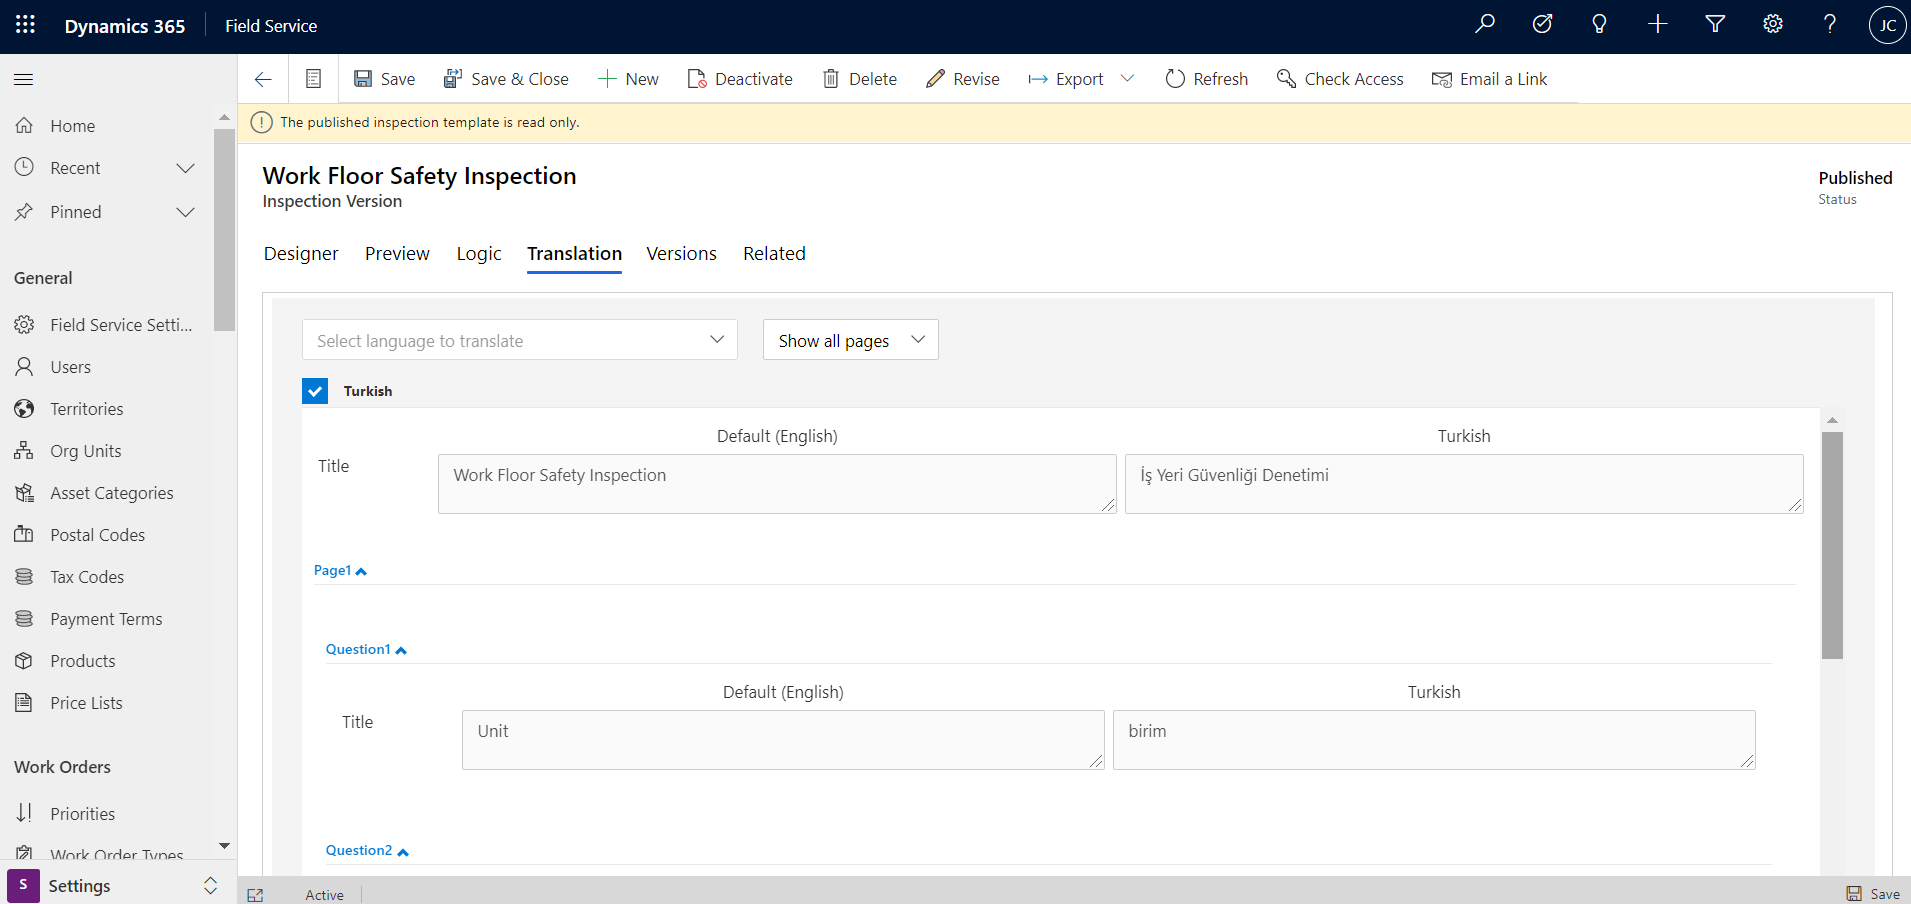 Dynamics 365
Field Service
JC
Save
Save & Close
New
Deactivate
Delete
Revise
Export
Refresh
Check Access
Email a Link
The published inspection template is read only.
Home
Recent
Pinned
General
Field Service Setti...
Users
Territories
Org Units
Asset Categories
Postal Codes
Tax Codes
Payment Terms
Products
Price Lists
Work Orders
Priorities
Work Order Types
S
Settings
Work Floor Safety Inspection
Inspection Version
Published
Status
Designer
Preview
Logic
Translation
Versions
Related
Select language to translate
Show all pages
Turkish
Default (English)
Turkish
Title
Work Floor Safety Inspection
İş Yeri Güvenliği Denetimi
Page1
Question1
Default (English)
Turkish
Title
Unit
birim
Question2
Active
Save